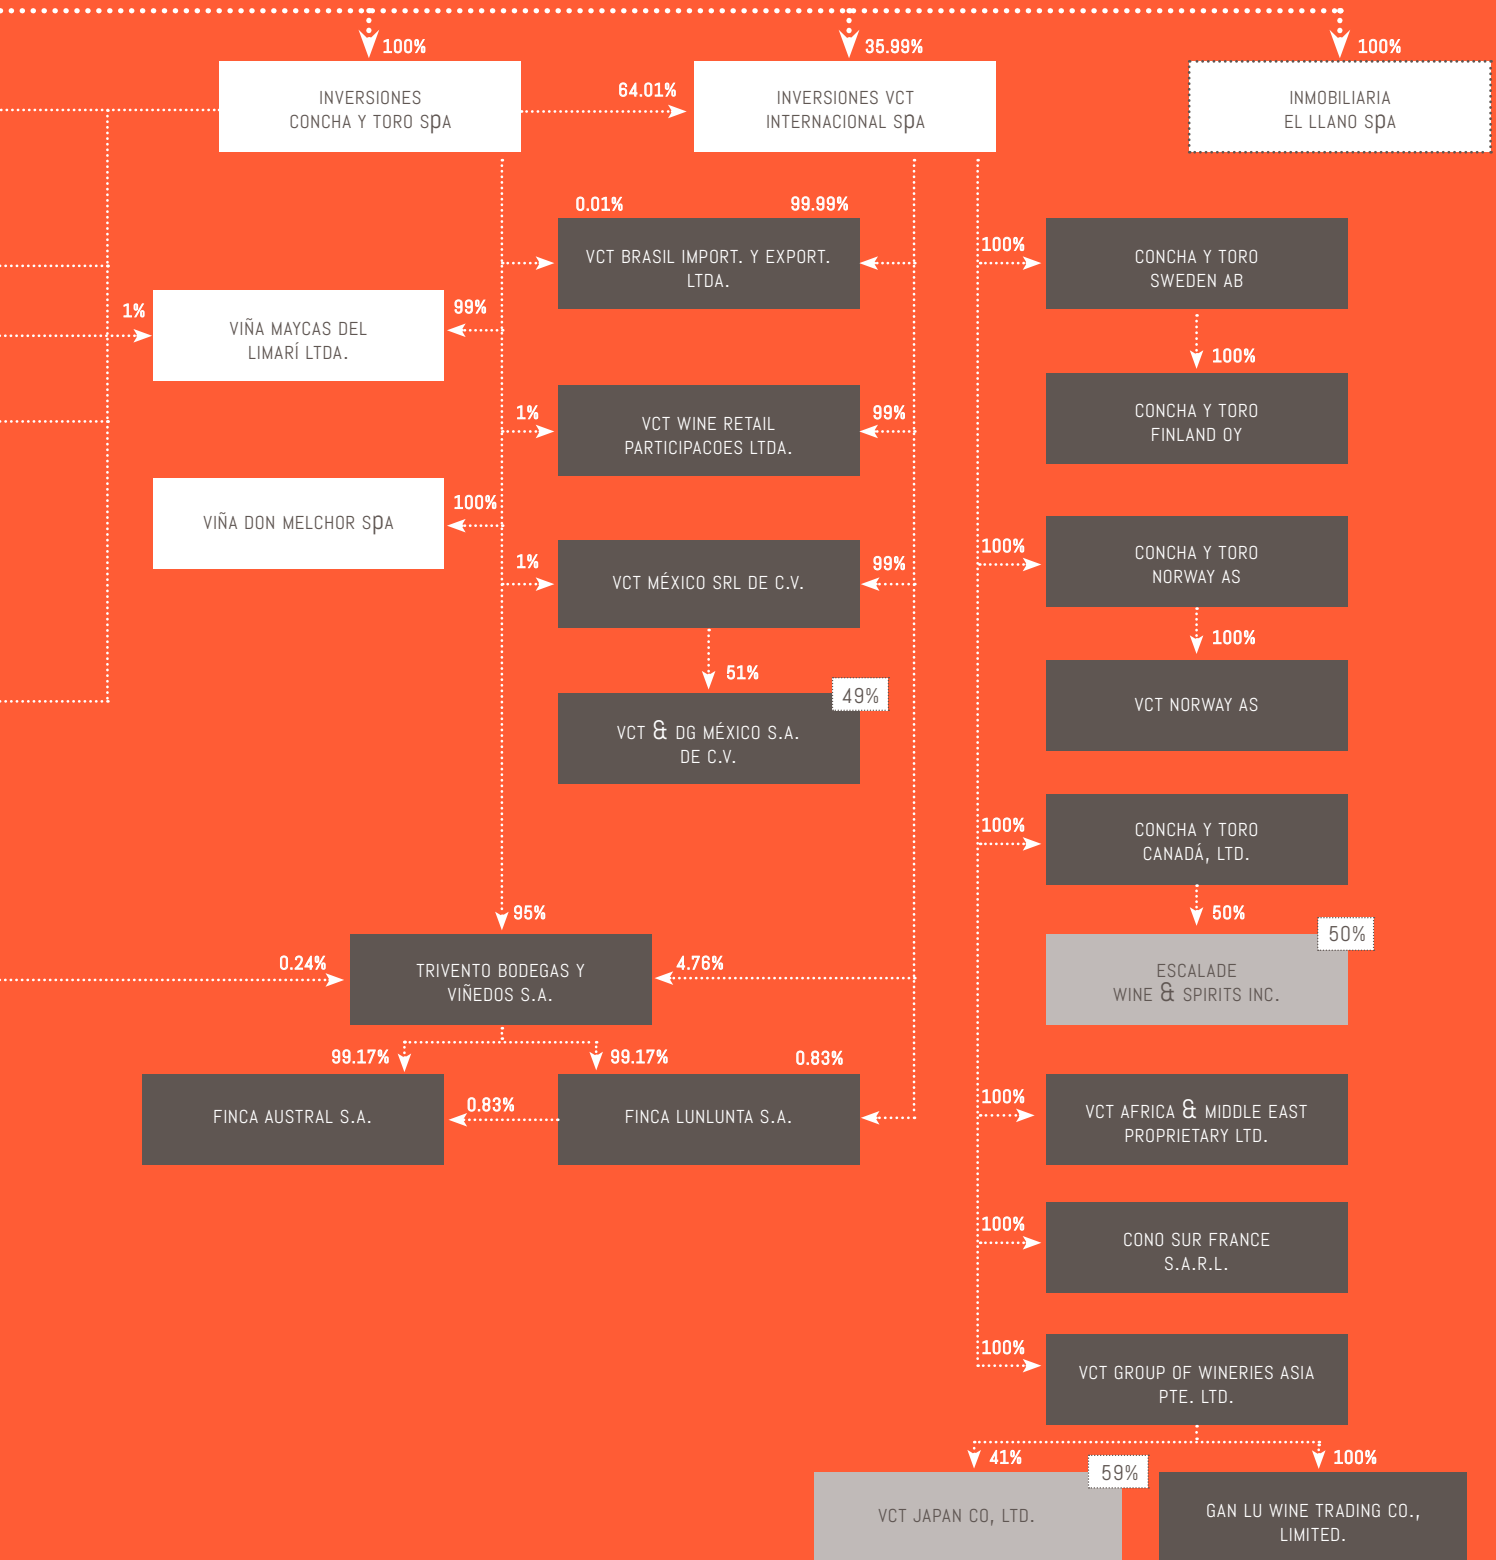 100%
35.99%
100%
INVERSIONES
CONCHA Y TORO SpA
64.01%
INVERSIONES VCT
INTERNACIONAL SpA
INMOBILIARIA
EL LLANO SpA
0.01%
99.99%
VCT BRASIL IMPORT. Y EXPORT.
LTDA.
100%
CONCHA Y TORO
SWEDEN AB
1%
VIÑA MAYCAS DEL
LIMARÍ LTDA.
99%
100%
CONCHA Y TORO
FINLAND OY
1%
VCT WINE RETAIL
PARTICIPACOES LTDA.
99%
VIÑA DON MELCHOR SpA
100%
1%
VCT MÉXICO SRL DE C.V.
99%
100%
CONCHA Y TORO
NORWAY AS
100%
51%
49%
VCT & DG MÉXICO S.A.
DE C.V.
VCT NORWAY AS
100%
CONCHA Y TORO
CANADÁ, LTD.
95%
50%
50%
0.24%
TRIVENTO BODEGAS Y
VIÑEDOS S.A.
4.76%
ESCALADE
WINE & SPIRITS INC.
99.17%
99.17%
0.83%
FINCA AUSTRAL S.A.
0.83%
FINCA LUNLUNTA S.A.
100%
VCT AFRICA & MIDDLE EAST
PROPRIETARY LTD.
100%
CONO SUR FRANCE
S.A.R.L.
100%
VCT GROUP OF WINERIES ASIA
PTE. LTD.
41%
59%
100%
VCT JAPAN CO, LTD.
GAN LU WINE TRADING CO.,
LIMITED.